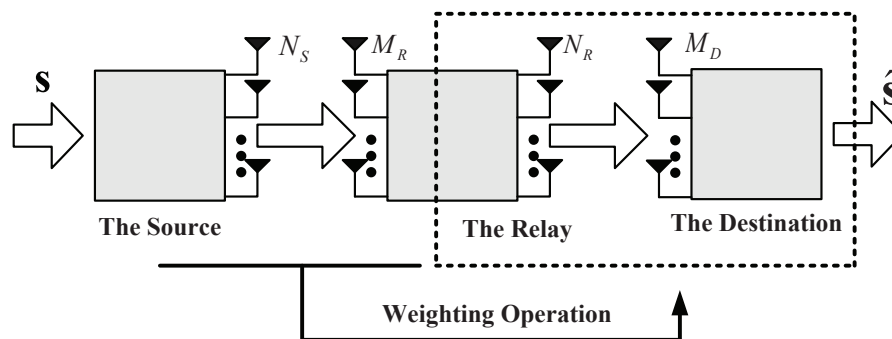 N_S M_R N_R M_D
s ŝ
The Source The Relay The Destination
Weighting Operation